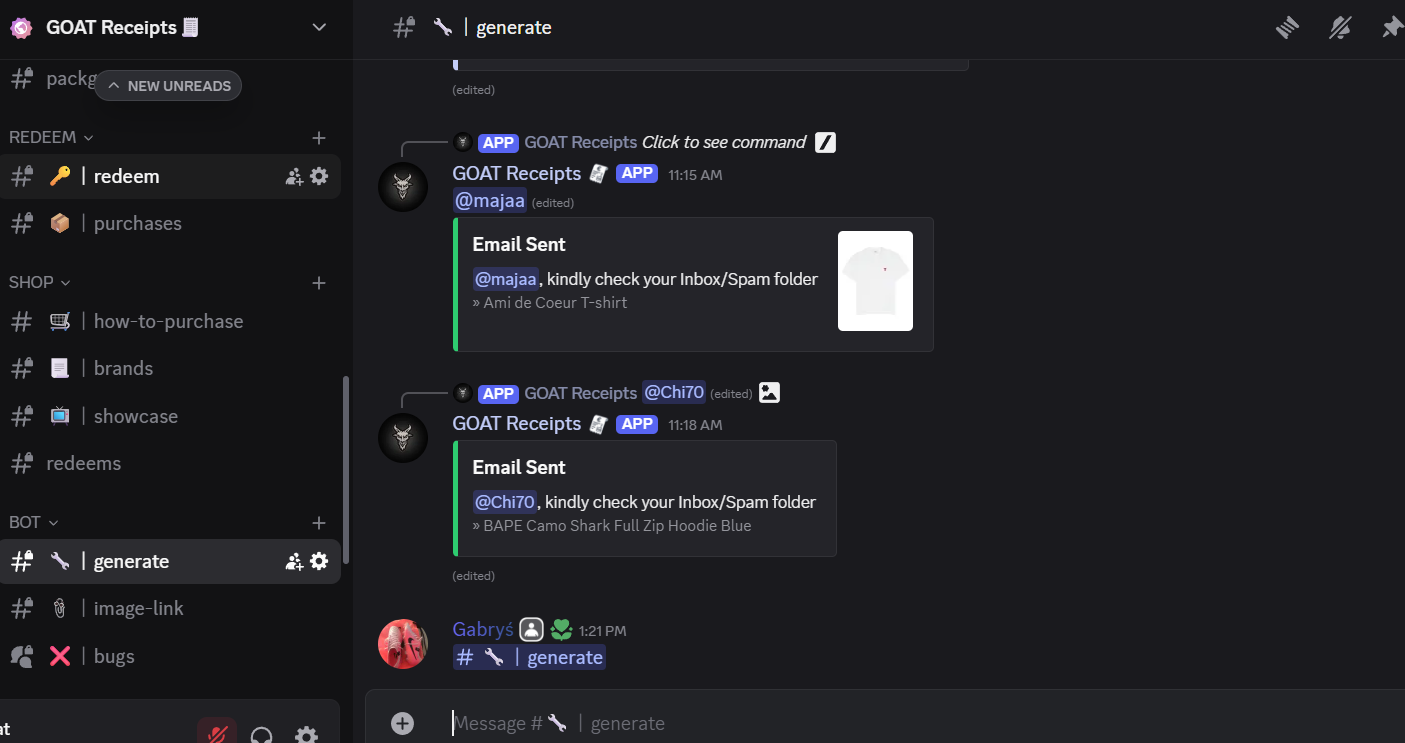 GOAT Receipts
packg
NEW UNREADS
REDEEM
| redeem
| purchases
SHOP
| how-to-purchase
| brands
| showcase
redeems
BOT
| generate
| image-link
| bugs
at
| generate
(edited)
APP GOAT Receipts Click to see command
GOAT Receipts APP 11:15 AM
@majaa (edited)
Email Sent
@majaa, kindly check your Inbox/Spam folder
» Ami de Coeur T-shirt
APP GOAT Receipts @Chi70 (edited)
GOAT Receipts APP 11:18 AM
Email Sent
@Chi70, kindly check your Inbox/Spam folder
» BAPE Camo Shark Full Zip Hoodie Blue
(edited)
Gabryś 1:21 PM
# | generate
Message # | generate